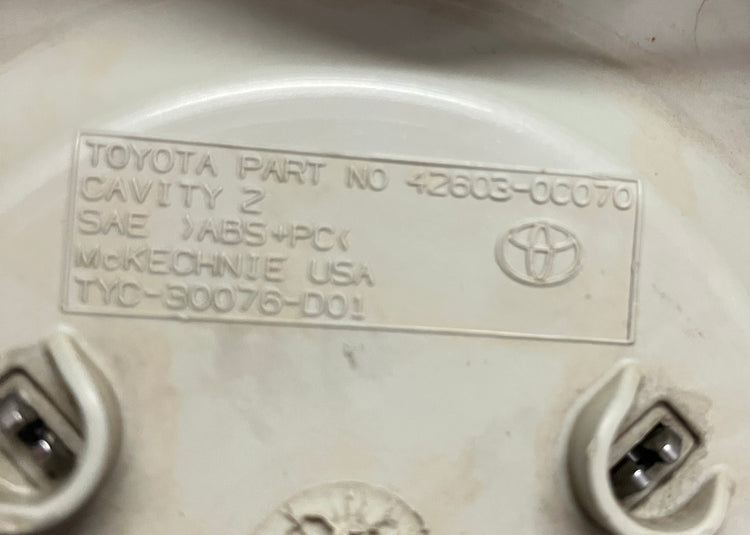 TOYOTA PART NO 42603-0C070
CAVITY 2
SAE >ABS+PC<
McKECHNIE USA
TYC-30076-D01